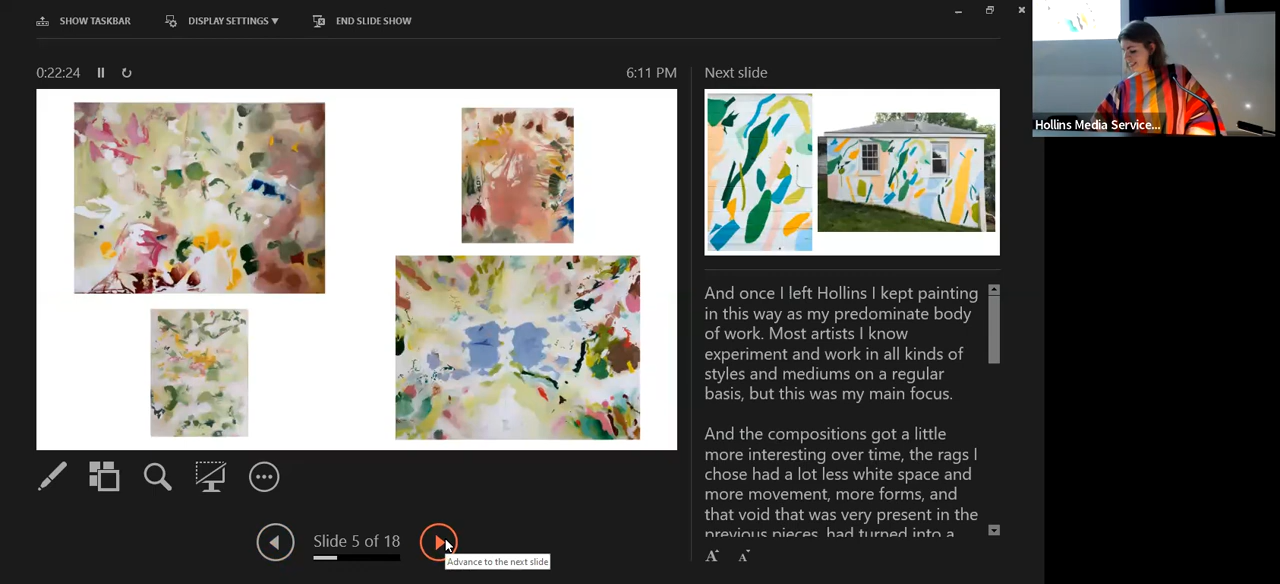 SHOW TASKBAR
DISPLAY SETTINGS ▼
END SLIDE SHOW
0:22:24
6:11 PM
Next slide
Hollins Media Service...
And once I left Hollins I kept painting
in this way as my predominate body
of work. Most artists I know
experiment and work in all kinds of
styles and mediums on a regular
basis, but this was my main focus.
And the compositions got a little
more interesting over time, the rags I
chose had a lot less white space and
more movement, more forms, and
that void that was very present in the
previous pieces, had turned into a
Slide 5 of 18
Advance to the next slide
A A